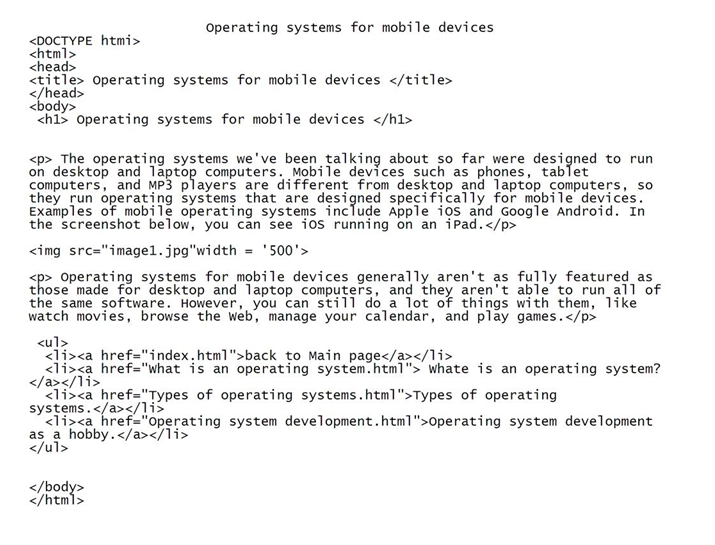 Operating systems for mobile devices
<DOCTYPE htmi>
<html>
<head>
<title> Operating systems for mobile devices </title>
</head>
<body>
<h1> Operating systems for mobile devices </h1>
<p> The operating systems we've been talking about so far were designed to run
on desktop and laptop computers. Mobile devices such as phones, tablet
computers, and MP3 players are different from desktop and laptop computers, so
they run operating systems that are designed specifically for mobile devices.
Examples of mobile operating systems include Apple iOS and Google Android. In
the screenshot below, you can see iOS running on an iPad.</p>
<img src="image1.jpg"width = '500'>
<p> Operating systems for mobile devices generally aren't as fully featured as
those made for desktop and laptop computers, and they aren't able to run all of
the same software. However, you can still do a lot of things with them, like
watch movies, browse the Web, manage your calendar, and play games.</p>
<ul>
<li><a href="index.html">back to Main page</a></li>
<li><a href="What is an operating system.html"> Whate is an operating system?
</a></li>
<li><a href="Types of operating systems.html">Types of operating
systems.</a></li>
<li><a href="Operating system development.html">Operating system development
as a hobby.</a></li>
</ul>
</body>
</html>